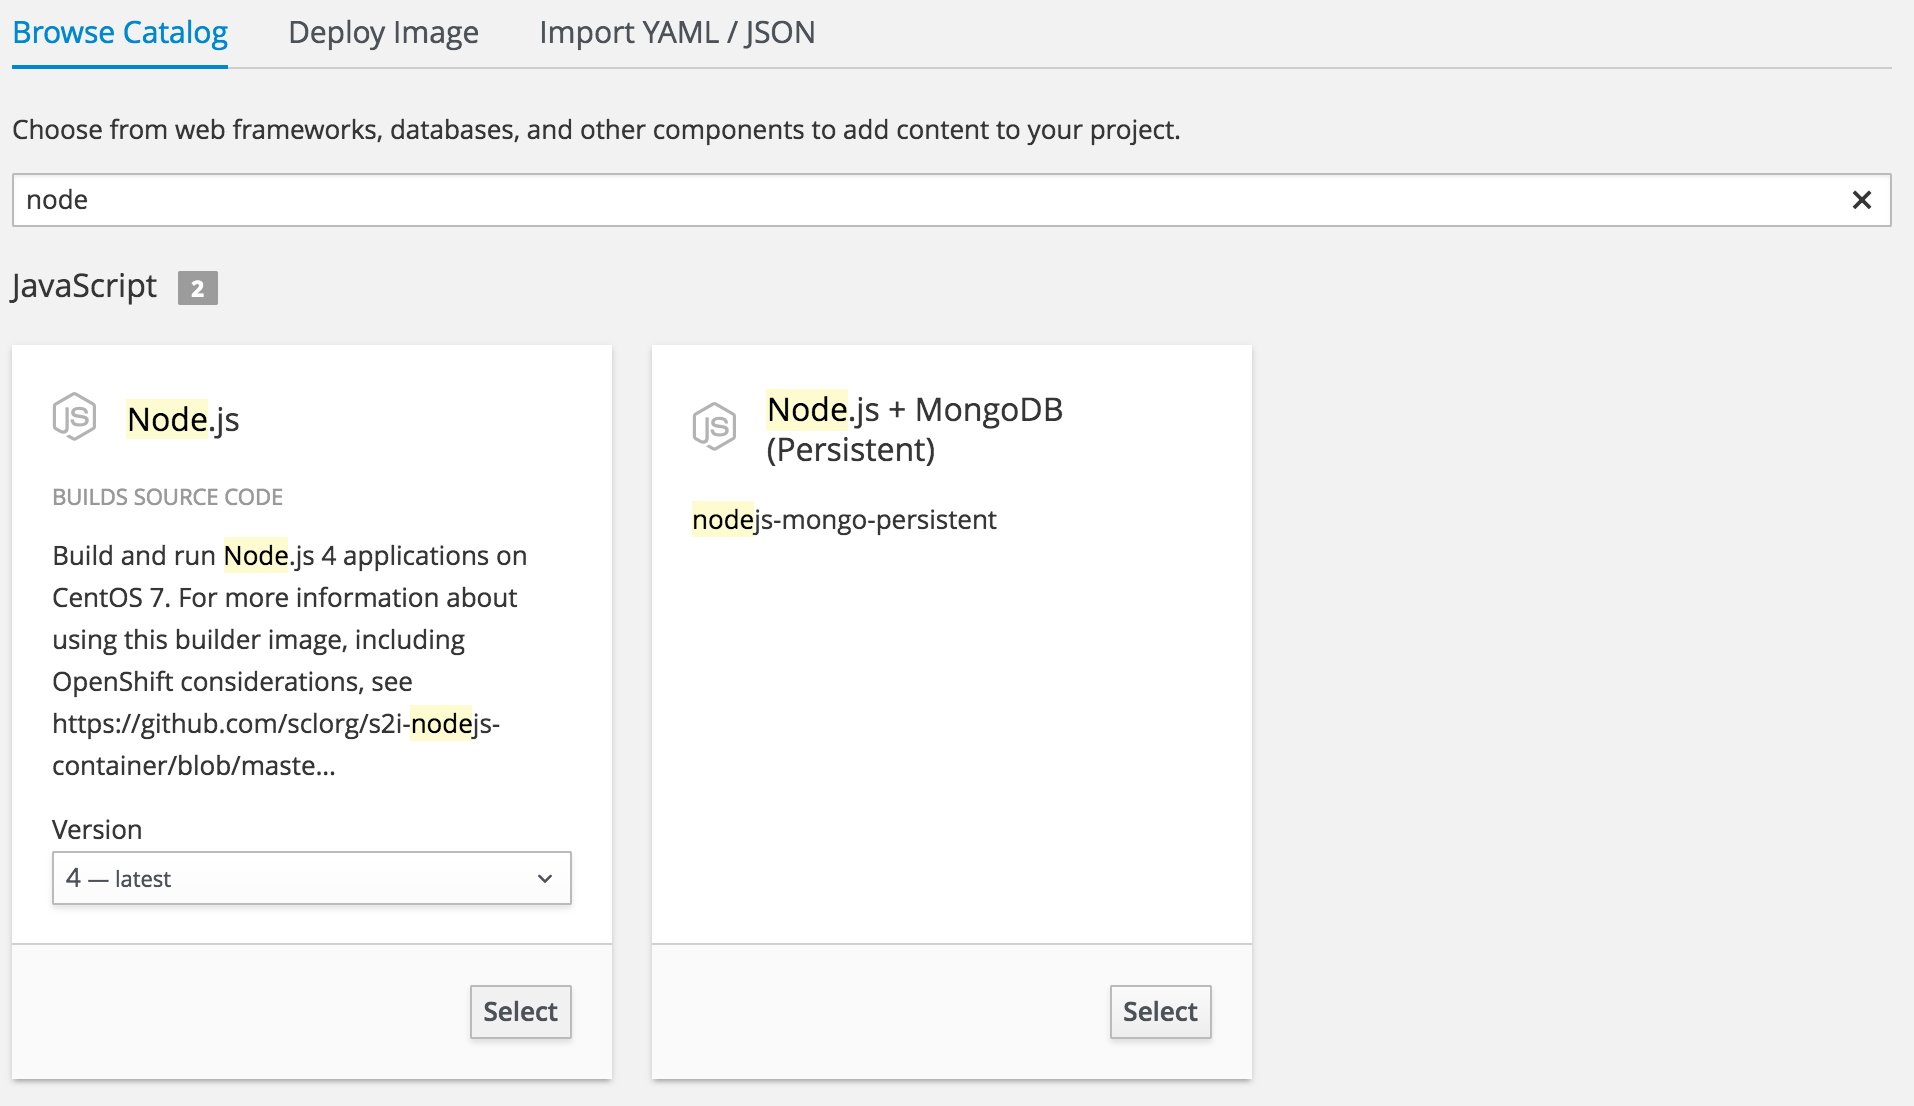 Browse Catalog Deploy Image Import YAML / JSON
Choose from web frameworks, databases, and other components to add content to your project.
node
JavaScript 2
JS Node.js
BUILDS SOURCE CODE
Build and run Node.js 4 applications on
CentOS 7. For more information about
using this builder image, including
OpenShift considerations, see
https://github.com/sclorg/s2i-nodejs-
container/blob/maste...
Version
4 — latest
Select
JS Node.js + MongoDB
(Persistent)
nodejs-mongo-persistent
Select